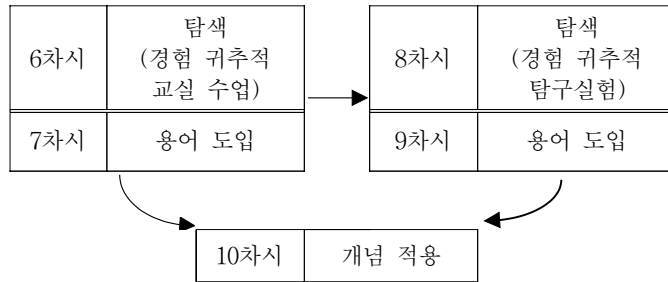 6차시
탐색
(경험 귀추적
교실 수업)
7차시
용어 도입
8차시
탐색
(경험 귀추적
탐구실험)
9차시
용어 도입
10차시
개념 적용